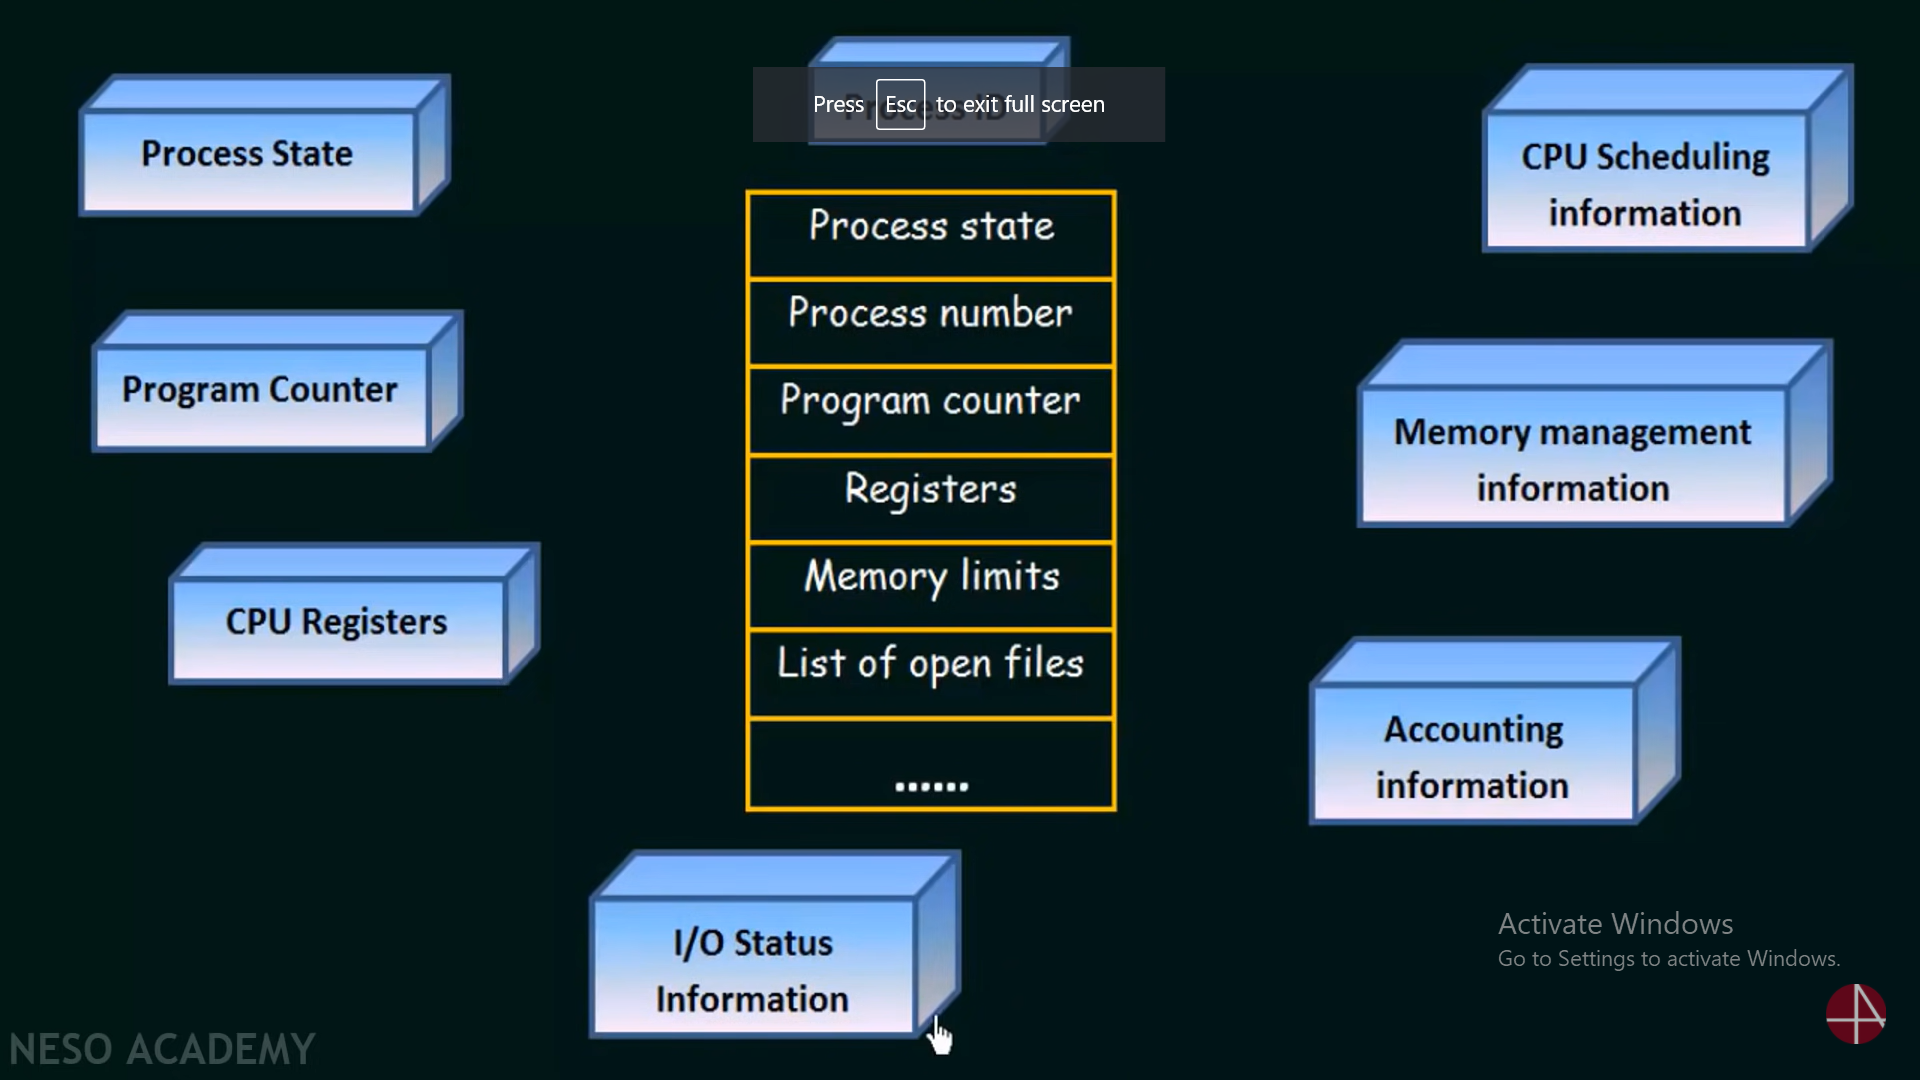 Process ID
Press Esc to exit full screen
Process State
CPU Scheduling
information
Process state
Process number
Program Counter
Program counter
Memory management
information
Registers
CPU Registers
Memory limits
List of open files
......
Accounting
information
I/O Status
Information
Activate Windows
Go to Settings to activate Windows.
NESO ACADEMY